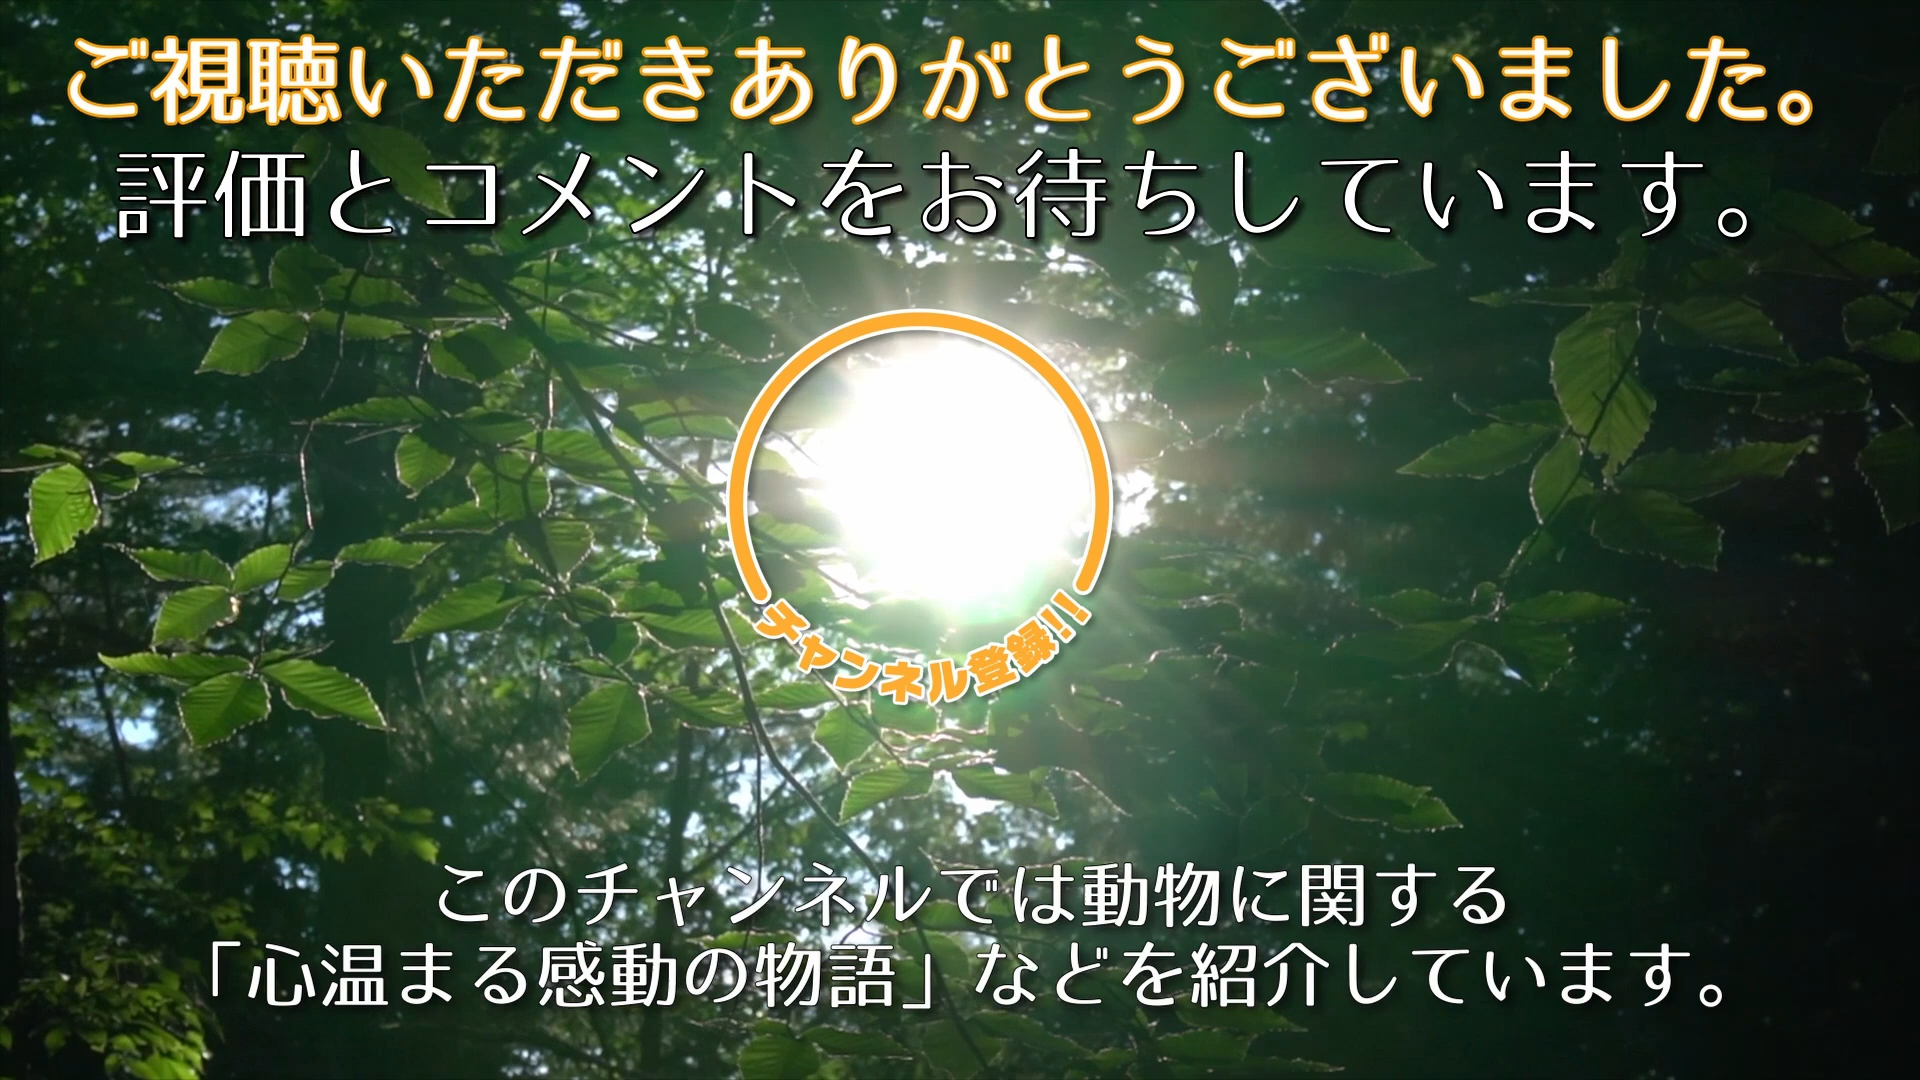 ご視聴いただきありがとうございました。
評価とコメントをお待ちしています。
チャンネル登録!!
このチャンネルでは動物に関する
「心温まる感動の物語」などを紹介しています。